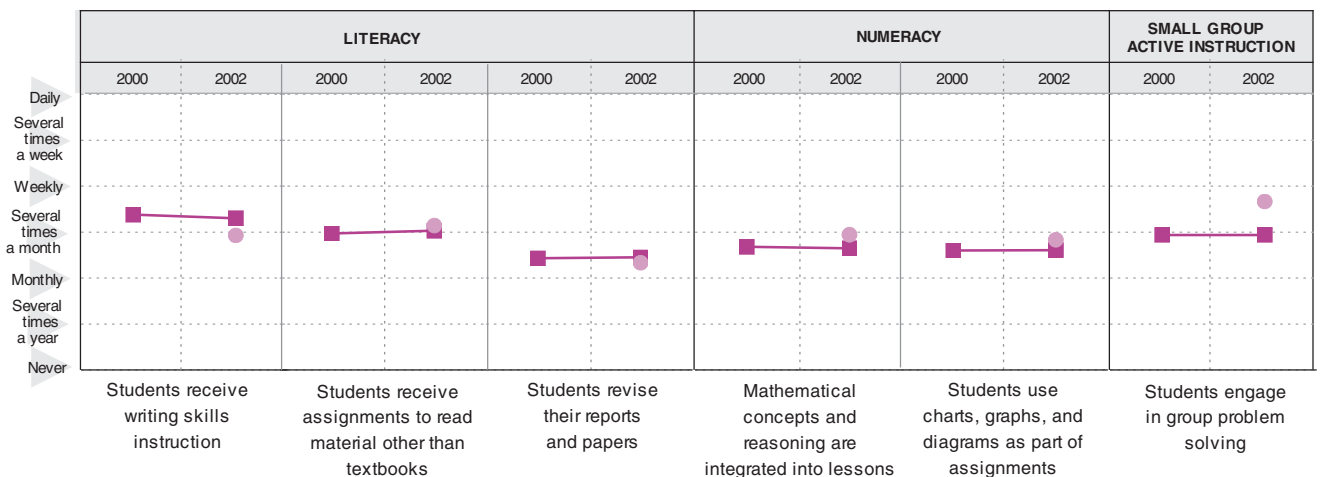 LITERACY
NUMERACY
SMALL GROUP
ACTIVE INSTRUCTION
2000 2002 2000 2002 2000 2002 2000 2002 2000 2002 2000 2002
Daily
Several
times
a week
Weekly
Several
times
a month
Monthly
Several
times
a year
Never
Students receive
writing skills
instruction
Students receive
assignments to read
material other than
textbooks
Students revise
their reports
and papers
Mathematical
concepts and
reasoning are
integrated into lessons
Students use
charts, graphs, and
diagrams as part of
assignments
Students engage
in group problem
solving